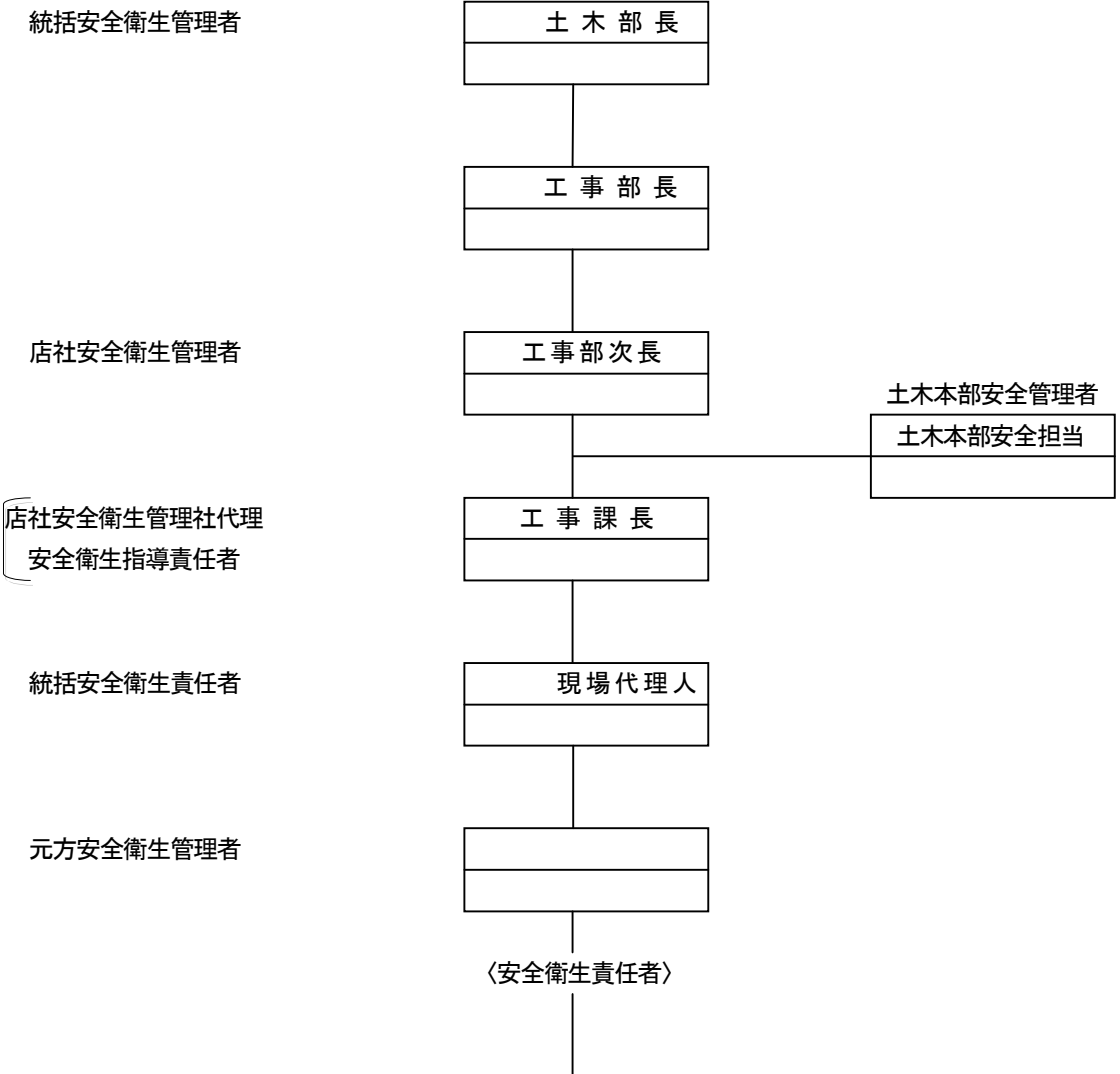 統括安全衛生管理者
土木部長
工事部長
店社安全衛生管理者
工事部次長
土木本部安全管理者
土木本部安全担当
店社安全衛生管理社代理
工事課長
安全衛生指導責任者
統括安全衛生責任者
現場代理人
元方安全衛生管理者
〈安全衛生責任者〉